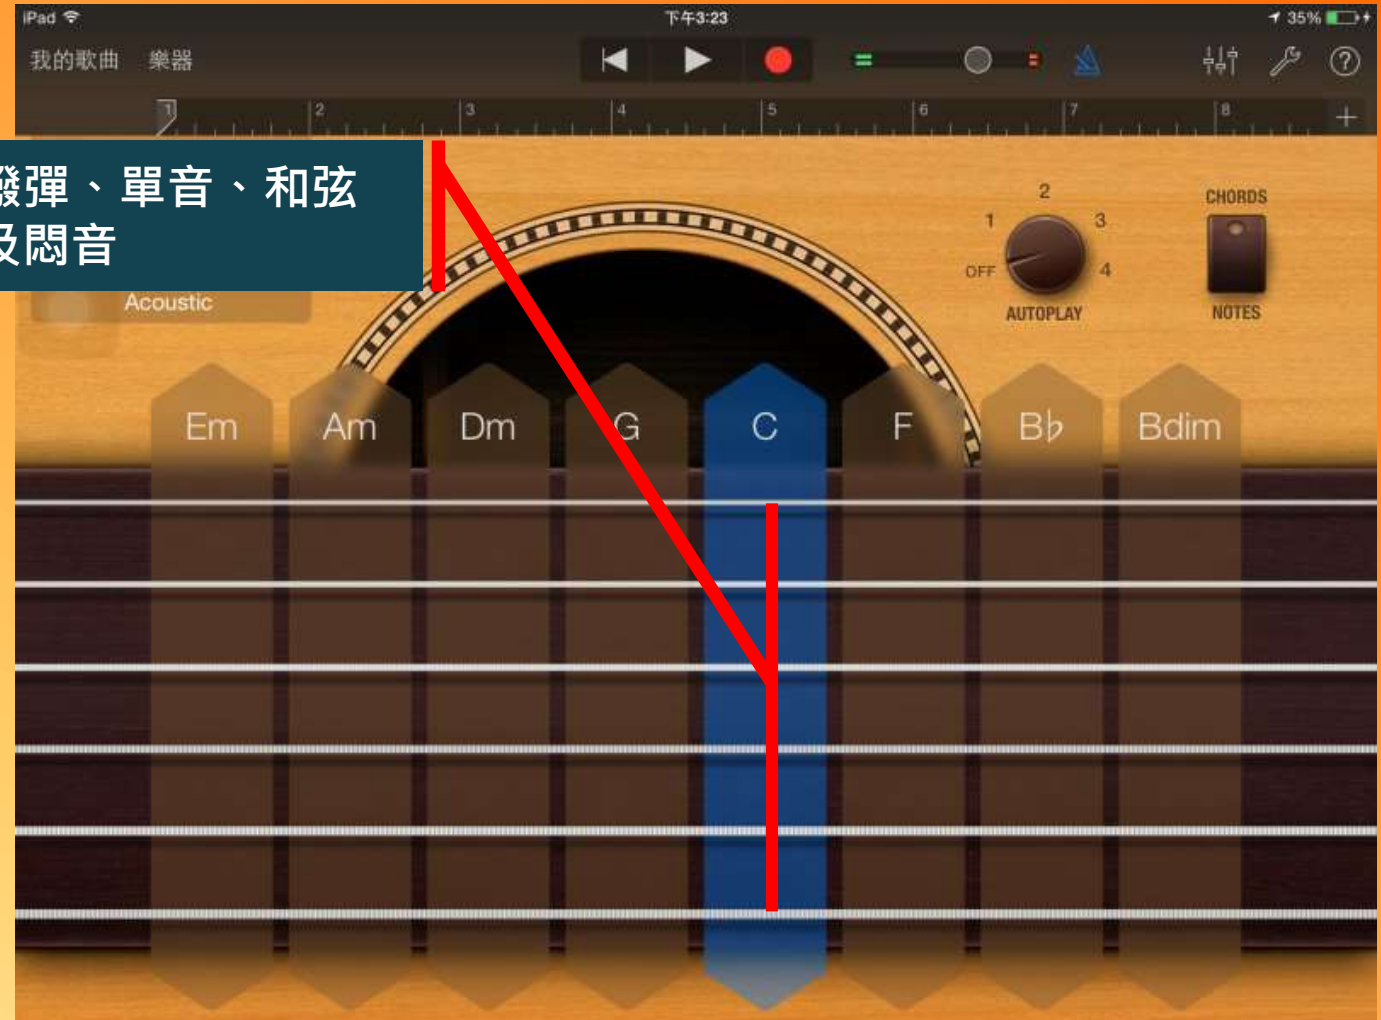 iPad 下午3:23 35%
我的歌曲 樂器
1 2 3 4 5 6 7 8 +
撥彈、單音、和弦
及悶音
Acoustic
OFF 1 2 3 4
AUTOPLAY
CHORDS
NOTES
Em Am Dm G C F B♭ Bdim